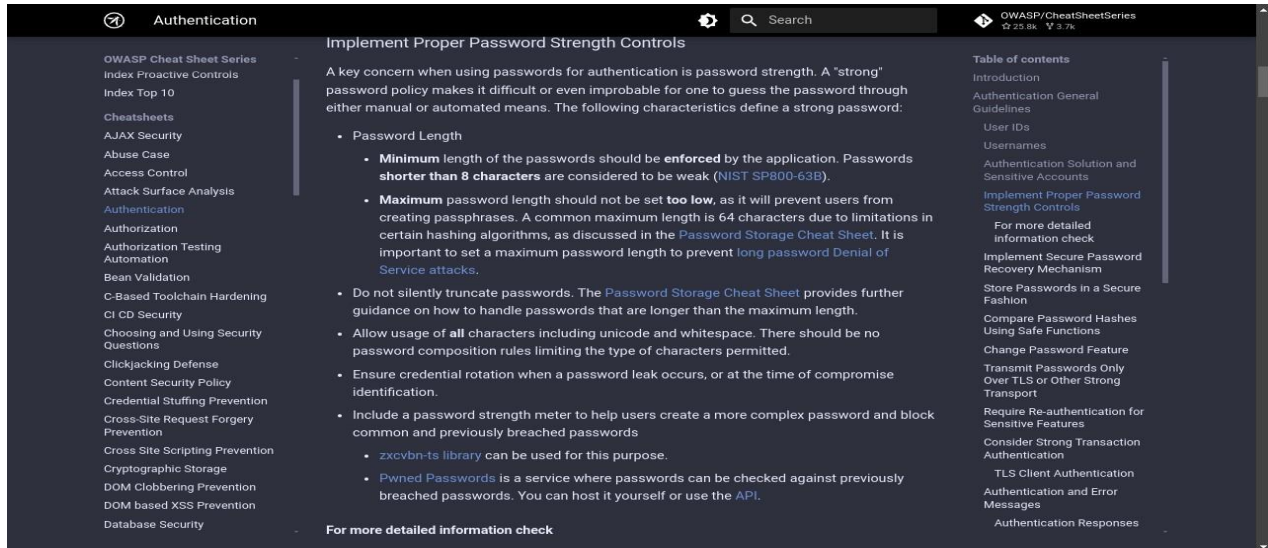 Authentication
Search
OWASP/CheatSheetSeries
25.8k 3.7k
OWASP Cheat Sheet Series
Index Proactive Controls
Index Top 10
Cheatsheets
AJAX Security
Abuse Case
Access Control
Attack Surface Analysis
Authentication
Authorization
Authorization Testing
Automation
Bean Validation
C-Based Toolchain Hardening
CI CD Security
Choosing and Using Security
Questions
Clickjacking Defense
Content Security Policy
Credential Stuffing Prevention
Cross-Site Request Forgery
Prevention
Cross Site Scripting Prevention
Cryptographic Storage
DOM Clobbering Prevention
DOM based XSS Prevention
Database Security
Implement Proper Password Strength Controls
A key concern when using passwords for authentication is password strength. A "strong"
password policy makes it difficult or even improbable for one to guess the password through
either manual or automated means. The following characteristics define a strong password:
• Password Length
• Minimum length of the passwords should be enforced by the application. Passwords
shorter than 8 characters are considered to be weak (NIST SP800-63B).
• Maximum password length should not be set too low, as it will prevent users from
creating passphrases. A common maximum length is 64 characters due to limitations in
certain hashing algorithms, as discussed in the Password Storage Cheat Sheet. It is
important to set a maximum password length to prevent long password Denial of
Service attacks.
• Do not silently truncate passwords. The Password Storage Cheat Sheet provides further
guidance on how to handle passwords that are longer than the maximum length.
• Allow usage of all characters including unicode and whitespace. There should be no
password composition rules limiting the type of characters permitted.
• Ensure credential rotation when a password leak occurs, or at the time of compromise
identification.
• Include a password strength meter to help users create a more complex password and block
common and previously breached passwords
• zxcvbn-ts library can be used for this purpose.
• Pwned Passwords is a service where passwords can be checked against previously
breached passwords. You can host it yourself or use the API.
For more detailed information check
Table of contents
Introduction
Authentication General
Guidelines
User IDs
Usernames
Authentication Solution and
Sensitive Accounts
Implement Proper Password
Strength Controls
For more detailed
information check
Implement Secure Password
Recovery Mechanism
Store Passwords in a Secure
Fashion
Compare Password Hashes
Using Safe Functions
Change Password Feature
Transmit Passwords Only
Over TLS or Other Strong
Transport
Require Re-authentication for
Sensitive Features
Consider Strong Transaction
Authentication
TLS Client Authentication
Authentication and Error
Messages
Authentication Responses